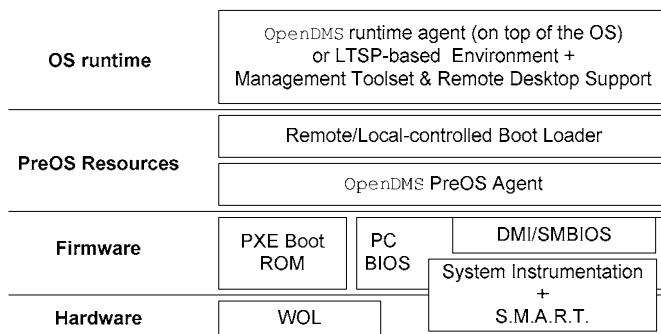 OS runtime
OpenDMS runtime agent (on top of the OS)
or LTSP-based Environment +
Management Toolset & Remote Desktop Support
PreOS Resources
Remote/Local-controlled Boot Loader
OpenDMS PreOS Agent
Firmware
PXE Boot
ROM
PC
BIOS
DMI/SMBIOS
System Instrumentation
+
S.M.A.R.T.
Hardware
WOL